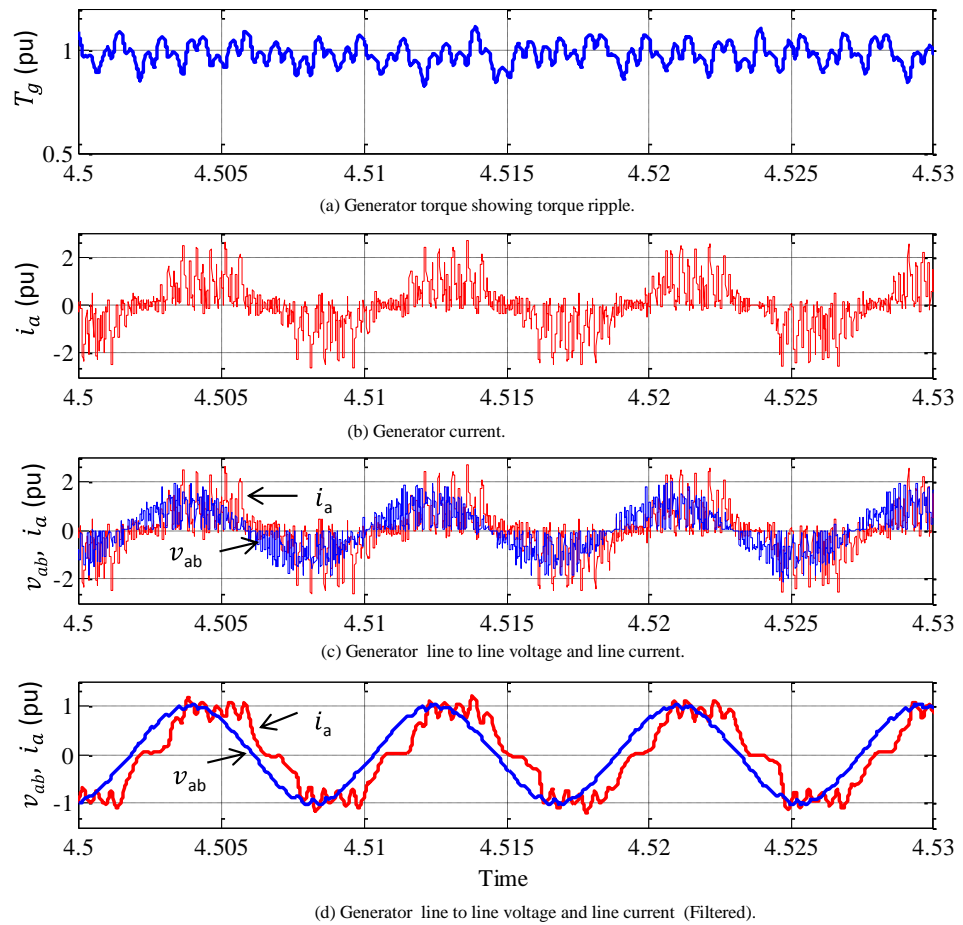 T_g (pu)
1
0.5
4.5 4.505 4.51 4.515 4.52 4.525 4.53
(a) Generator torque showing torque ripple.
i_a (pu)
2
0
-2
4.5 4.505 4.51 4.515 4.52 4.525 4.53
(b) Generator current.
v_ab, i_a (pu)
2
0
-2
i_a
v_ab
4.5 4.505 4.51 4.515 4.52 4.525 4.53
(c) Generator line to line voltage and line current.
v_ab, i_a (pu)
1
0
-1
i_a
v_ab
4.5 4.505 4.51 4.515 4.52 4.525 4.53
Time
(d) Generator line to line voltage and line current (Filtered).